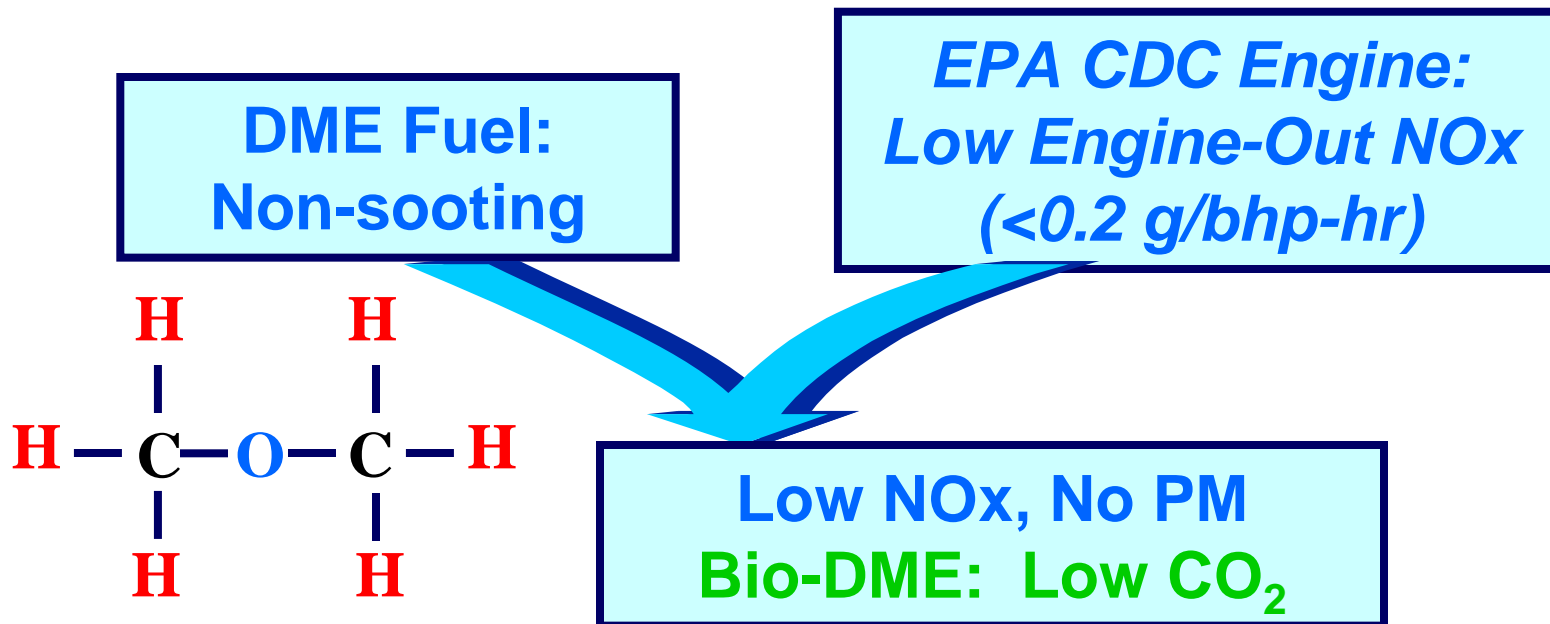 DME Fuel:
Non-sooting
EPA CDC Engine:
Low Engine-Out NOx
(<0.2 g/bhp-hr)
H H
H C O C H
H H
Low NOx, No PM
Bio-DME: Low CO₂